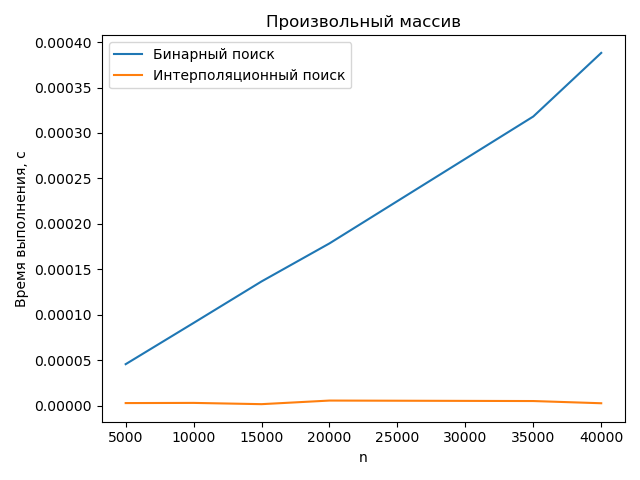 Произвольный массив
Бинарный поиск
Интерполяционный поиск
Время выполнения, с
0.00040
0.00035
0.00030
0.00025
0.00020
0.00015
0.00010
0.00005
0.00000
5000 10000 15000 20000 25000 30000 35000 40000
n